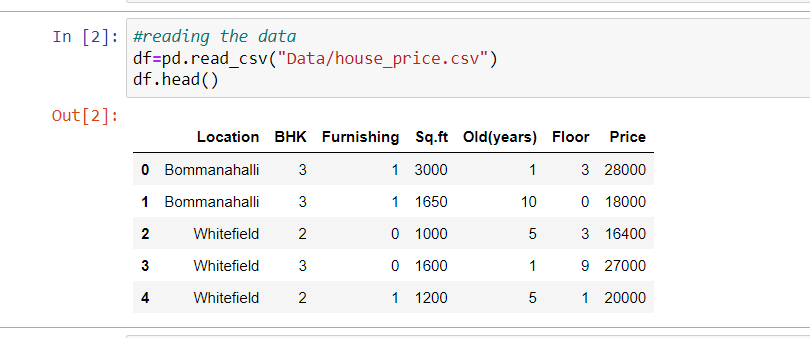 In [2]: #reading the data
df=pd.read_csv("Data/house_price.csv")
df.head()
Out[2]:
Location BHK Furnishing Sq.ft Old(years) Floor Price
0 Bommanahalli 3 1 3000 1 3 28000
1 Bommanahalli 3 1 1650 10 0 18000
2 Whitefield 2 0 1000 5 3 16400
3 Whitefield 3 0 1600 1 9 27000
4 Whitefield 2 1 1200 5 1 20000